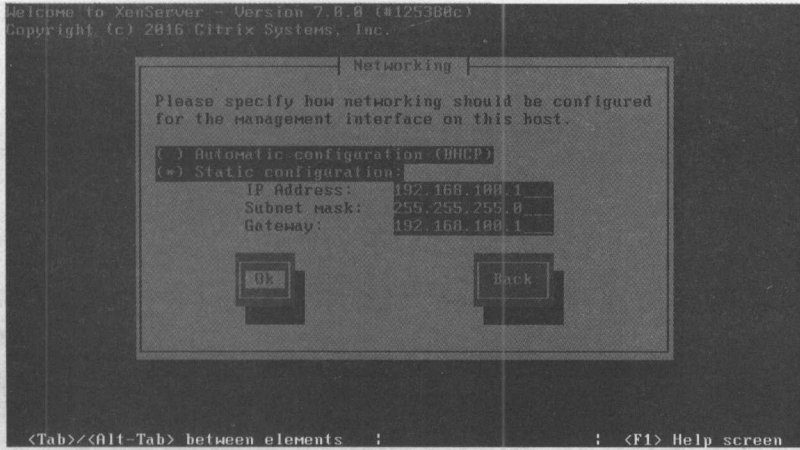 Welcome to XenServer - Version 7.0.0 (#125380c)
Copyright (c) 2016 Citrix Systems, Inc.
Networking
Please specify how networking should be configured
for the management interface on this host.
( ) Automatic configuration (DHCP)
(*) Static configuration:
IP Address: 192.168.100.1___
Subnet mask: 255.255.255.0___
Gateway: 192.168.100.1___
Ok Back
<Tab>/<Alt-Tab> between elements ¦ ¦ <F1> Help screen